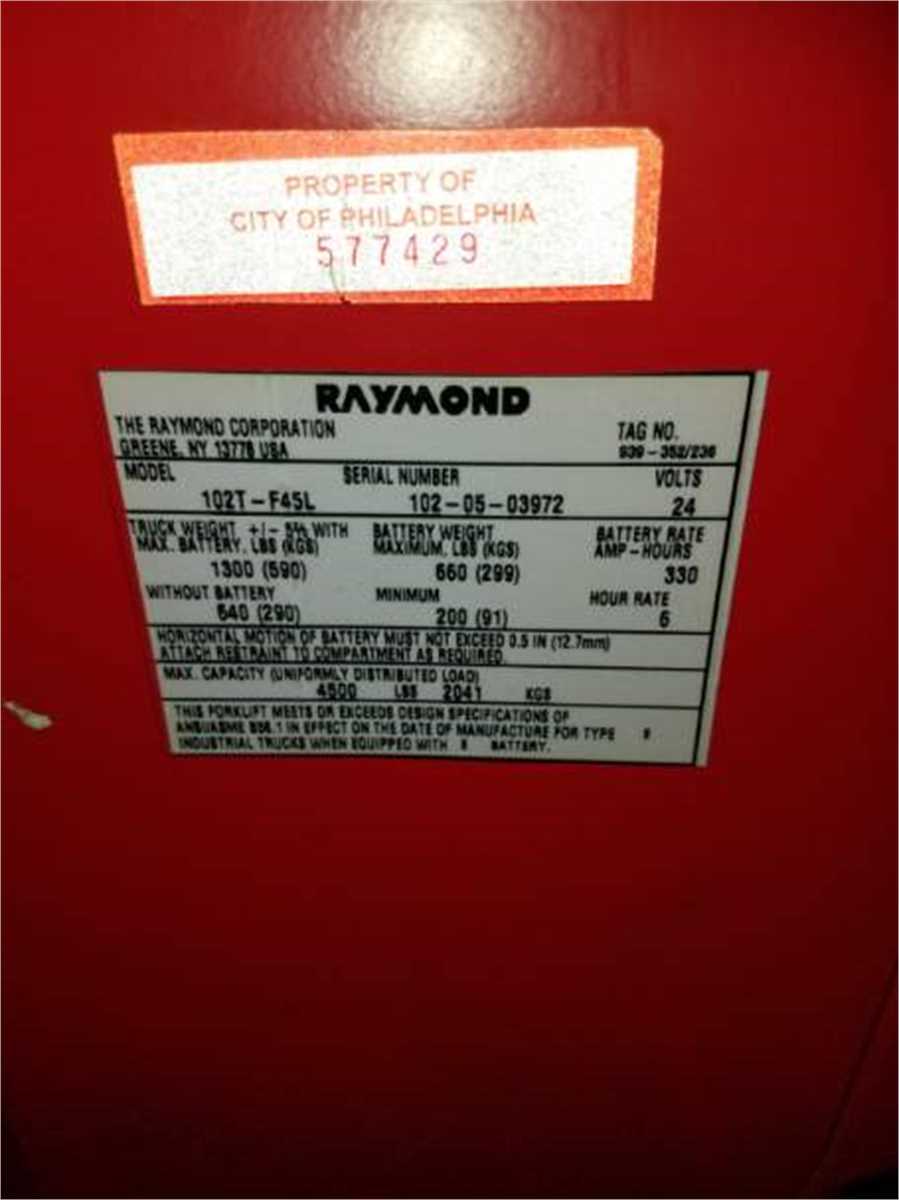 PROPERTY OF
CITY OF PHILADELPHIA
577429
RAYMOND
THE RAYMOND CORPORATION
GREENE, NY 13778 USA
TAG NO.
939-352/236
MODEL SERIAL NUMBER VOLTS
102T-F45L 102-05-03972 24
TRUCK WEIGHT +/- 5% WITH
MAX. BATTERY, LBS (KGS)
BATTERY WEIGHT
MAXIMUM, LBS (KGS)
BATTERY RATE
AMP-HOURS
1300 (590) 660 (299) 330
WITHOUT BATTERY MINIMUM HOUR RATE
640 (290) 200 (91) 6
HORIZONTAL MOTION OF BATTERY MUST NOT EXCEED 0.5 IN (12.7mm)
ATTACH RESTRAINT TO COMPARTMENT AS REQUIRED.
MAX. CAPACITY (UNIFORMLY DISTRIBUTED LOAD)
4500 LBS 2041 KGS
THIS FORKLIFT MEETS OR EXCEEDS DESIGN SPECIFICATIONS OF
ANSI/ASME B56.1 IN EFFECT ON THE DATE OF MANUFACTURE FOR TYPE
INDUSTRIAL TRUCKS WHEN EQUIPPED WITH BATTERY.